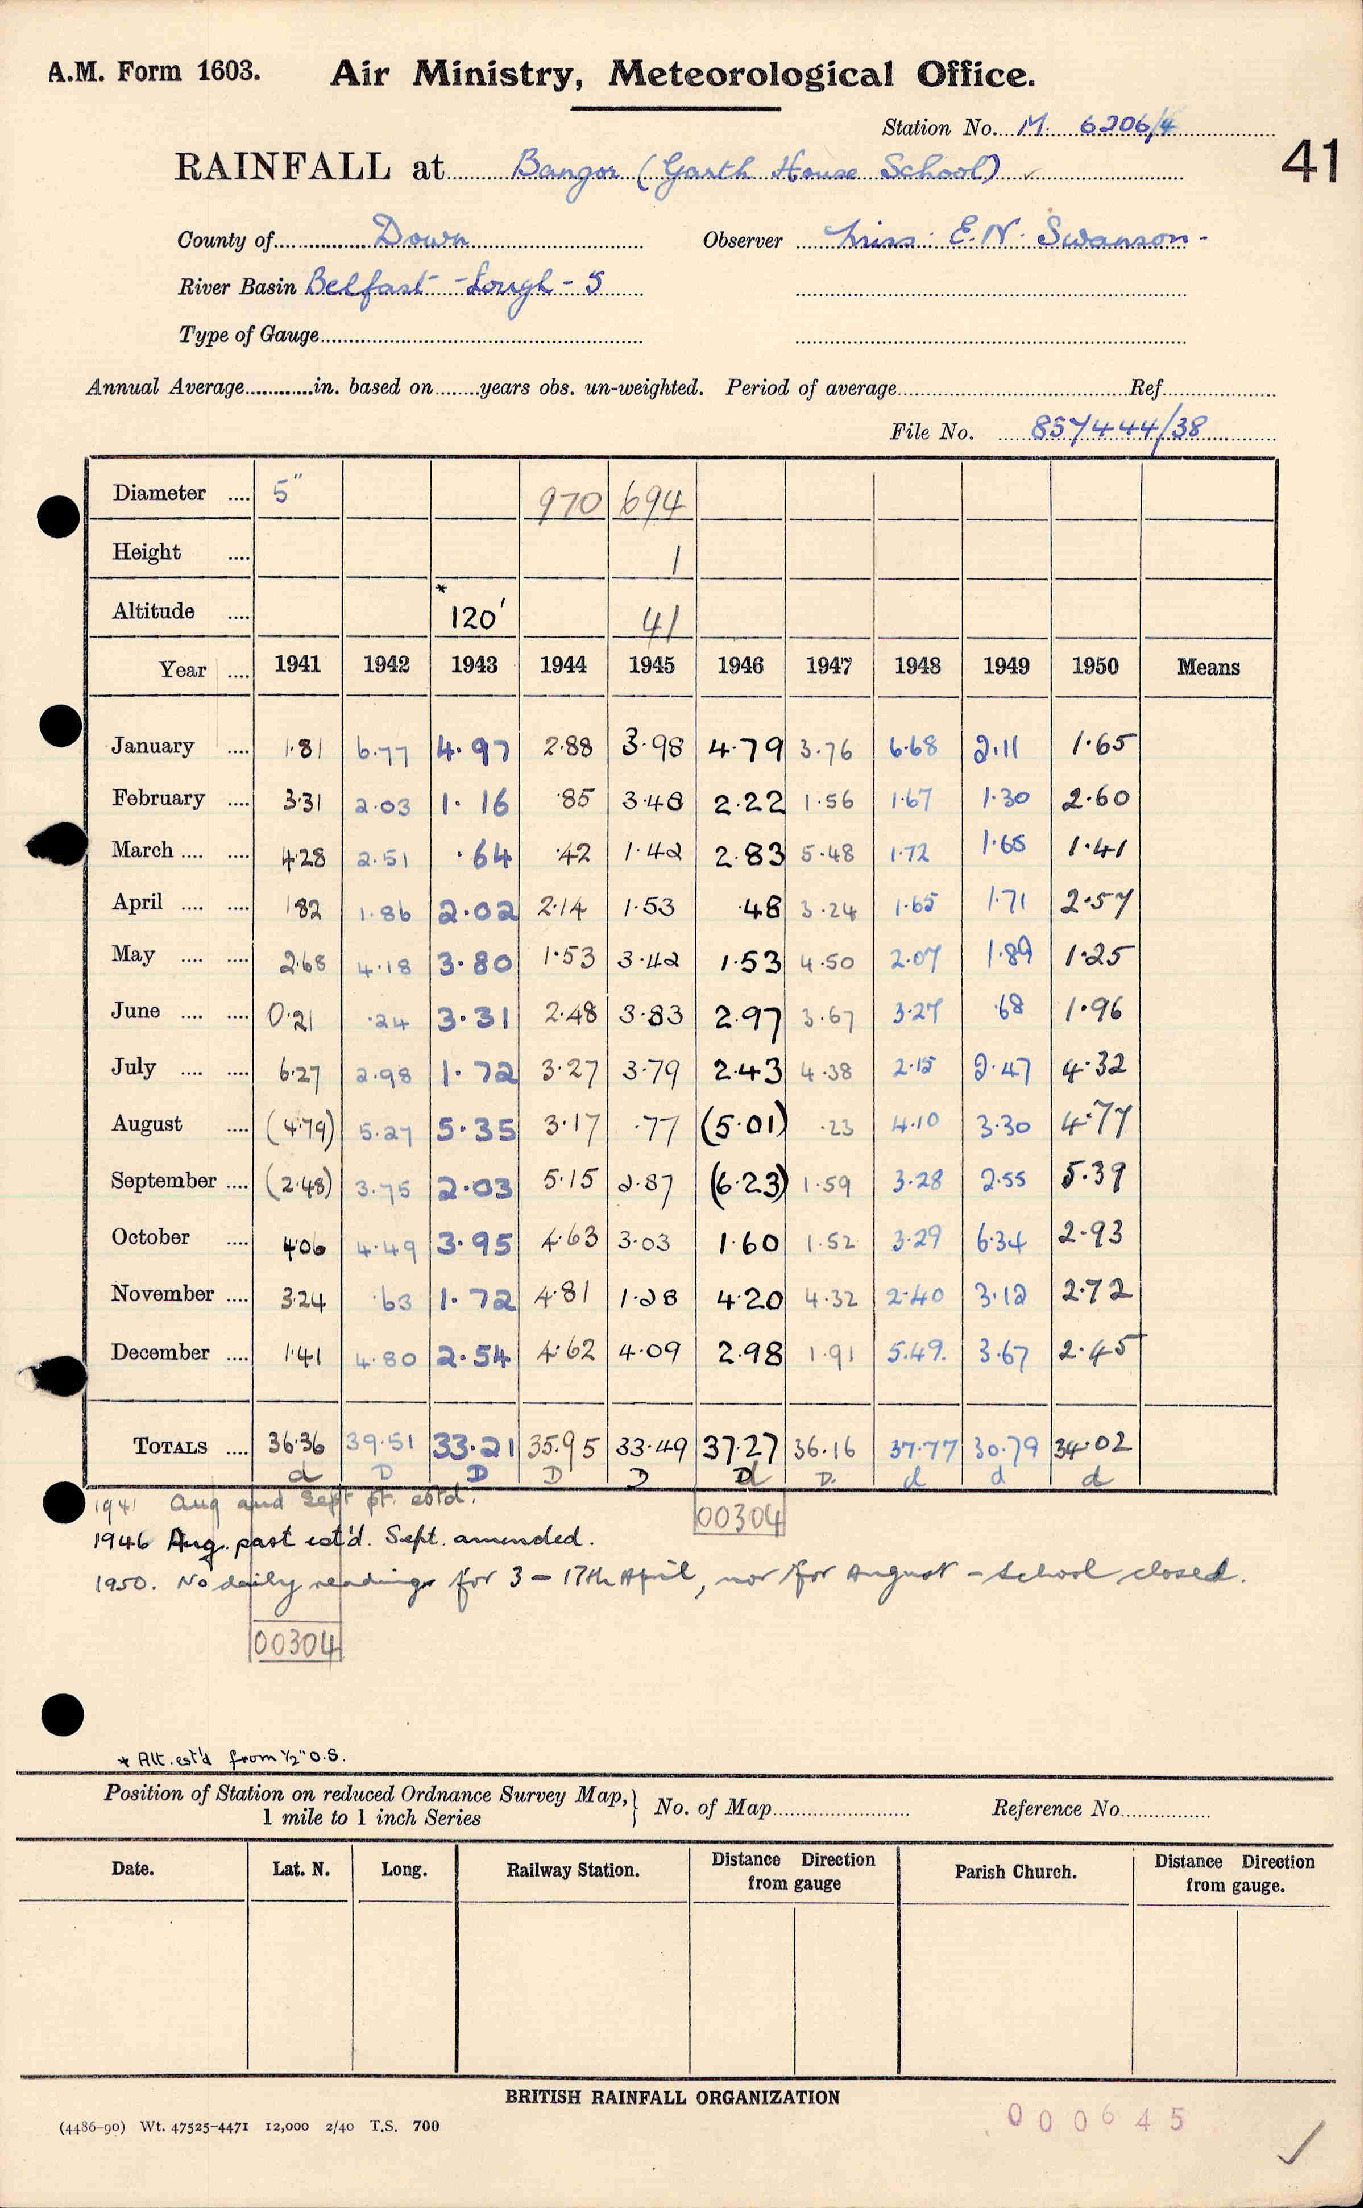 A.M. Form 1603. Air Ministry, Meteorological Office.
Station No. M 6206/4
41
RAINFALL at Bangor (Garth House School)
County of Down Observer Miss E.N. Swanson
River Basin Belfast Lough - S
Type of Gauge
Annual Average in. based on years obs. un-weighted. Period of average Ref
File No. 857444/38
Diameter 5" 970 694
Height 1
Altitude * 120' 41
Year 1941 1942 1943 1944 1945 1946 1947 1948 1949 1950 Means
January 1.81 6.77 4.97 2.88 3.98 4.79 3.76 6.68 2.11 1.65
February 3.31 2.03 1.16 .85 3.48 2.22 1.56 1.67 1.30 2.60
March 4.28 2.51 .64 .42 1.42 2.83 5.48 1.72 1.65 1.41
April 1.82 1.86 2.02 2.14 1.53 .48 3.24 1.65 1.71 2.57
May 2.68 4.18 3.80 1.53 3.42 1.53 4.50 2.07 1.89 1.25
June 0.21 .24 3.31 2.48 3.83 2.97 3.67 3.27 .68 1.96
July 6.27 2.98 1.72 3.27 3.79 2.43 4.38 2.15 2.47 4.32
August (4.79) 5.27 5.35 3.17 .77 (5.01) .23 4.10 3.30 4.77
September (2.48) 3.75 2.03 5.15 2.87 (6.23) 1.59 3.28 2.55 5.39
October 4.06 4.49 3.95 4.63 3.03 1.60 1.52 3.29 6.34 2.93
November 3.24 .63 1.72 4.81 1.28 4.20 4.32 2.40 3.12 2.72
December 1.41 4.80 2.54 4.62 4.09 2.98 1.91 5.49. 3.67 2.45
TOTALS 36.36 39.51 33.21 35.95 33.49 37.27 36.16 37.77 30.79 34.02
d D D D D d D. d d d
1941 Aug and Sept pt. estd.
00304
1946 Aug. past est'd. Sept. amended.
1950. No daily readings for 3 - 17th April, nor for August - School closed.
00304
* Alt. est'd from ½" O.S.
Position of Station on reduced Ordnance Survey Map, 1 mile to 1 inch Series } No. of Map Reference No.
Date. Lat. N. Long. Railway Station. Distance Direction from gauge Parish Church. Distance Direction from gauge.
BRITISH RAINFALL ORGANIZATION
(4486-90) Wt. 47525-4471 12,000 2/40 T.S. 700
000645